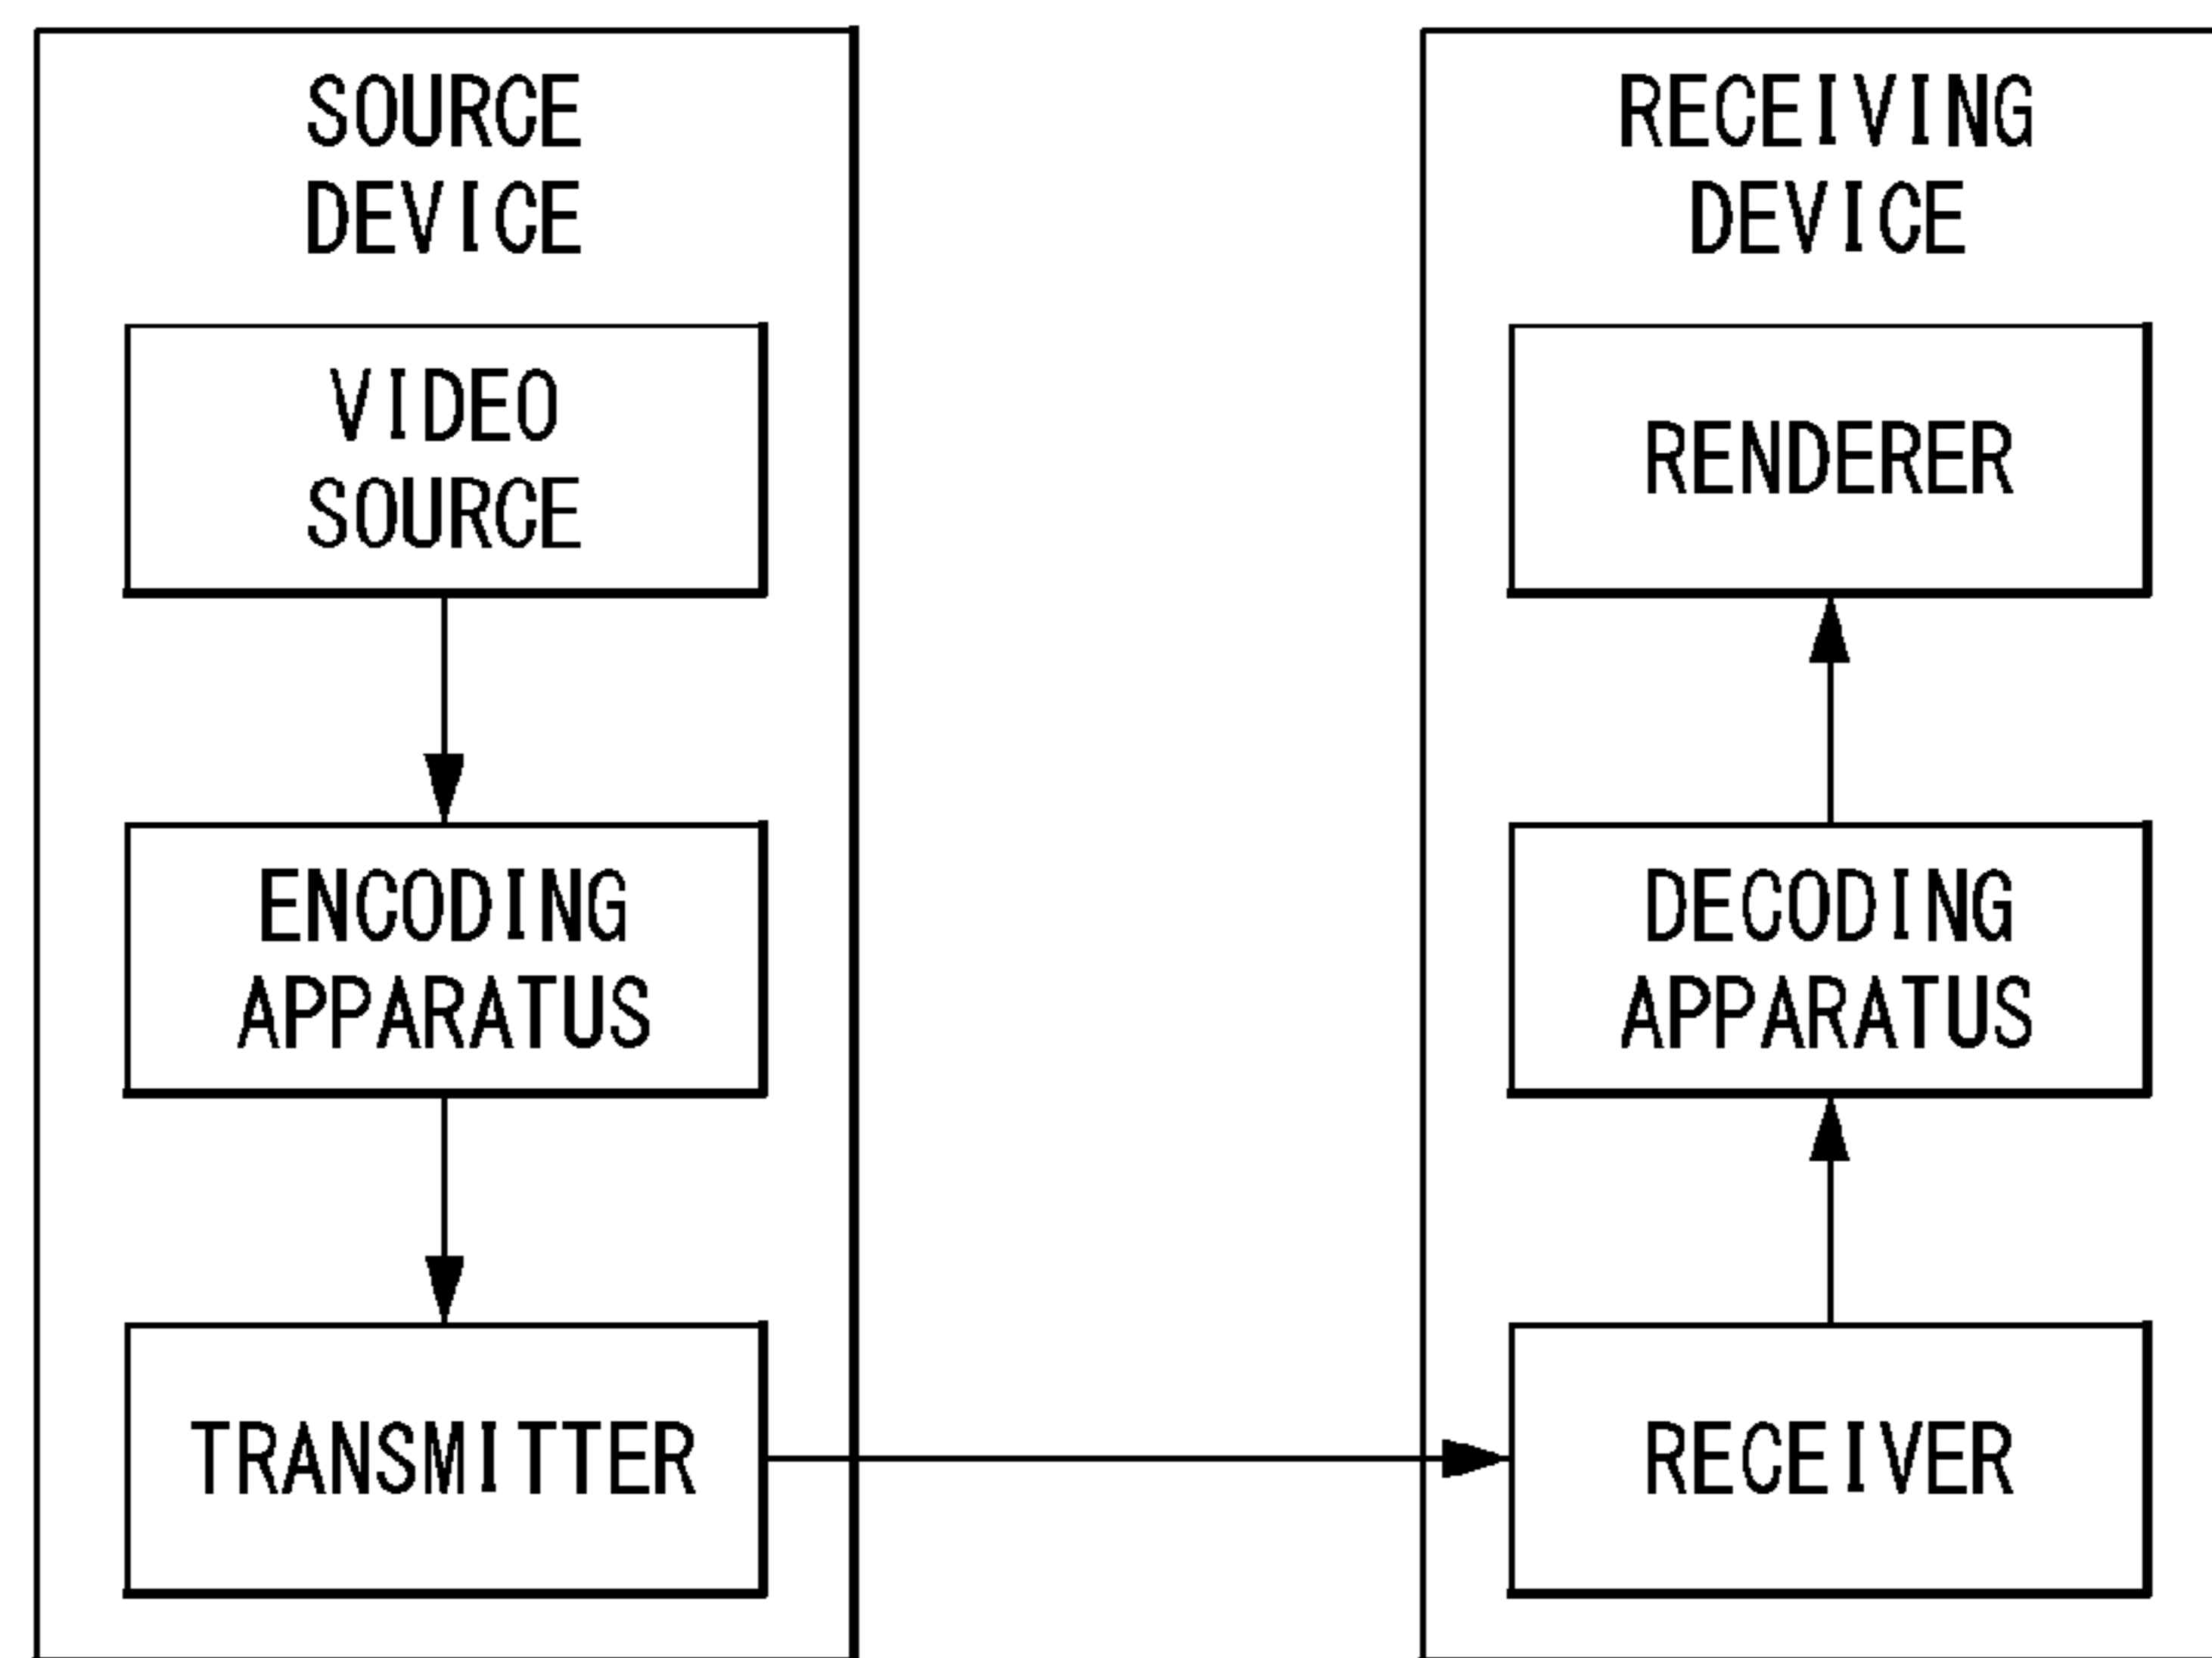 SOURCE
DEVICE
VIDEO
SOURCE
ENCODING
APPARATUS
TRANSMITTER
RECEIVING
DEVICE
RENDERER
DECODING
APPARATUS
RECEIVER